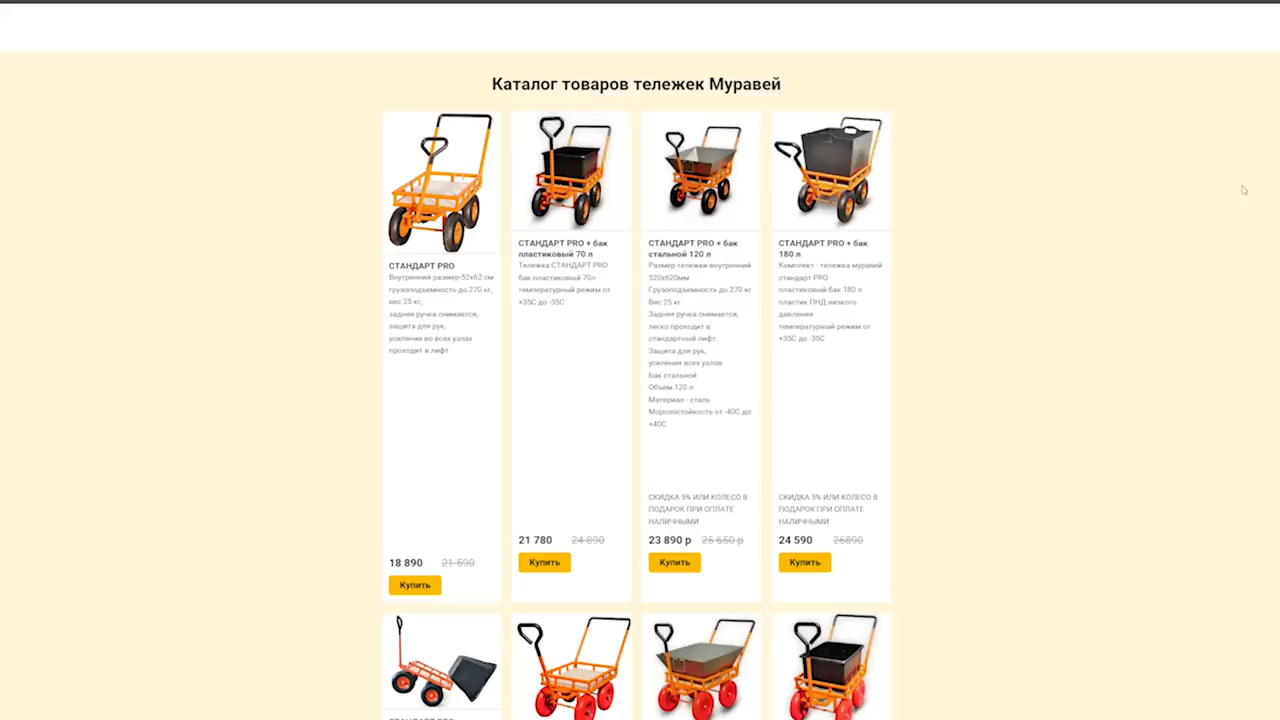 Каталог товаров тележек Муравей
СТАНДАРТ PRO
Внутренний размер-52х62 см
грузоподъемность до 270 кг,
вес 25 кг,
задняя ручка снимается,
защита для рук,
усиления во всех узлах
проходит в лифт
18 890 21 590
Купить
СТАНДАРТ PRO + бак
пластиковый 70 л
Тележка СТАНДАРТ PRO
бак пластиковый 70л
температурный режим от
+35С до -35С
21 780 24 890
Купить
СТАНДАРТ PRO + бак
стальной 120 л
Размер тележки внутренний
520х620мм
Грузоподъемность до 270 кг
Вес 25 кг
Задняя ручка снимается,
легко проходит в
стандартный лифт.
Защита для рук,
усиления всех узлов
Бак стальной
Объем 120 л
Материал - сталь
Морозостойкость от -40С до
+40С
СКИДКА 5% ИЛИ КОЛЕСО В
ПОДАРОК ПРИ ОПЛАТЕ
НАЛИЧНЫМИ
23 890 р 25 650 р
Купить
СТАНДАРТ PRO + бак
180 л
Комплект - тележка муравей
стандарт PRO
пластиковый бак 180 л
пластик ПНД низкого
давления
температурный режим от
+35С до -35С
СКИДКА 5% ИЛИ КОЛЕСО В
ПОДАРОК ПРИ ОПЛАТЕ
НАЛИЧНЫМИ
24 590 26890
Купить